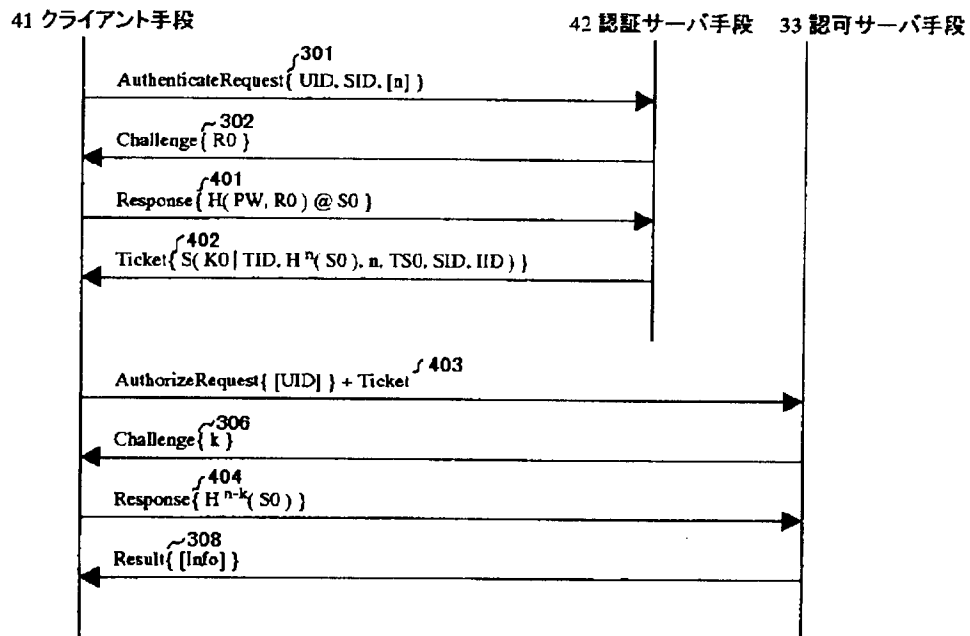 41 クライアント手段 42 認証サーバ手段 33 認可サーバ手段
301
AuthenticateRequest{ UID, SID, [n] }
302
Challenge{ R0 }
401
Response{ H( PW, R0 ) @ S0 }
402
Ticket{ S( K0 | TID, H^n( S0 ), n, TS0, SID, IID ) }
403
AuthorizeRequest{ [UID] } + Ticket
306
Challenge{ k }
404
Response{ H^n-k( S0 ) }
308
Result{ [Info] }